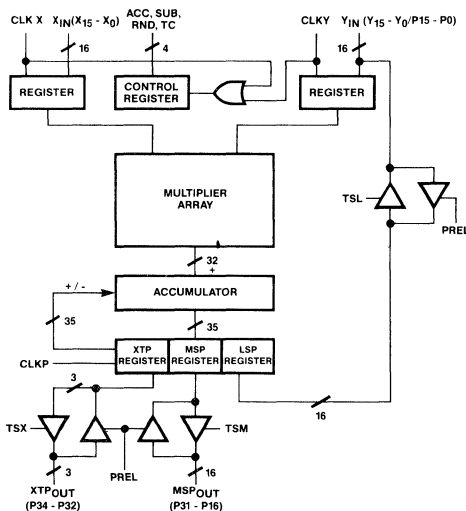 CLK X
XIN(X15 - X0)
ACC, SUB,
RND, TC
CLKY
YIN (Y15 - Y0/P15 - P0)
16
4
16
REGISTER
CONTROL
REGISTER
REGISTER
MULTIPLIER
ARRAY
TSL
PREL
32
+
+/-
ACCUMULATOR
35
35
XTP
REGISTER
MSP
REGISTER
LSP
REGISTER
CLKP
3
16
TSX
TSM
PREL
3
16
XTPOUT
(P34 - P32)
MSPOUT
(P31 - P16)